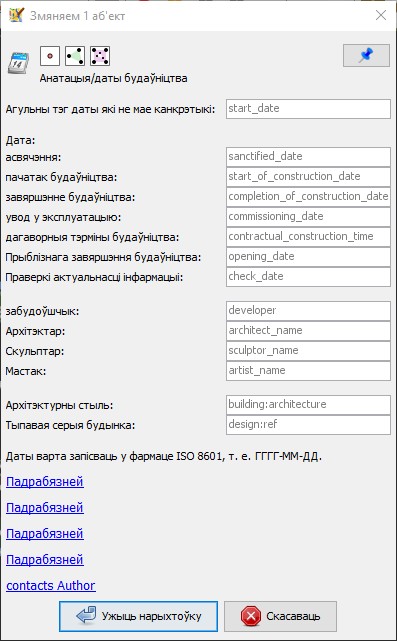 Змяняем 1 аб'ект
Анатацыя/даты будаўніцтва
Агульны тэг даты які не мае канкрэтыкі: start_date
Дата:
асвячэння: sanctified_date
пачатак будаўніцтва: start_of_construction_date
завяршэнне будаўніцтва: completion_of_construction_date
увод у эксплуатацыю: commissioning_date
дагаворныя тэрміны будаўніцтва: contractual_construction_time
Прыблізнага завяршэння будаўніцтва: opening_date
Праверкі актуальнасці інфармацыі: check_date
забудоўшчык: developer
Архітэктар: architect_name
Скульптар: sculptor_name
Мастак: artist_name
Архітэктурны стыль: building:architecture
Тыпавая серыя будынка: design:ref
Даты варта запісваць у фармаце ISO 8601, т. е. ГГГГ-ММ-ДД.
Падрабязней
Падрабязней
Падрабязней
Падрабязней
contacts Author
Ужыць нарыхтоўку Скасаваць